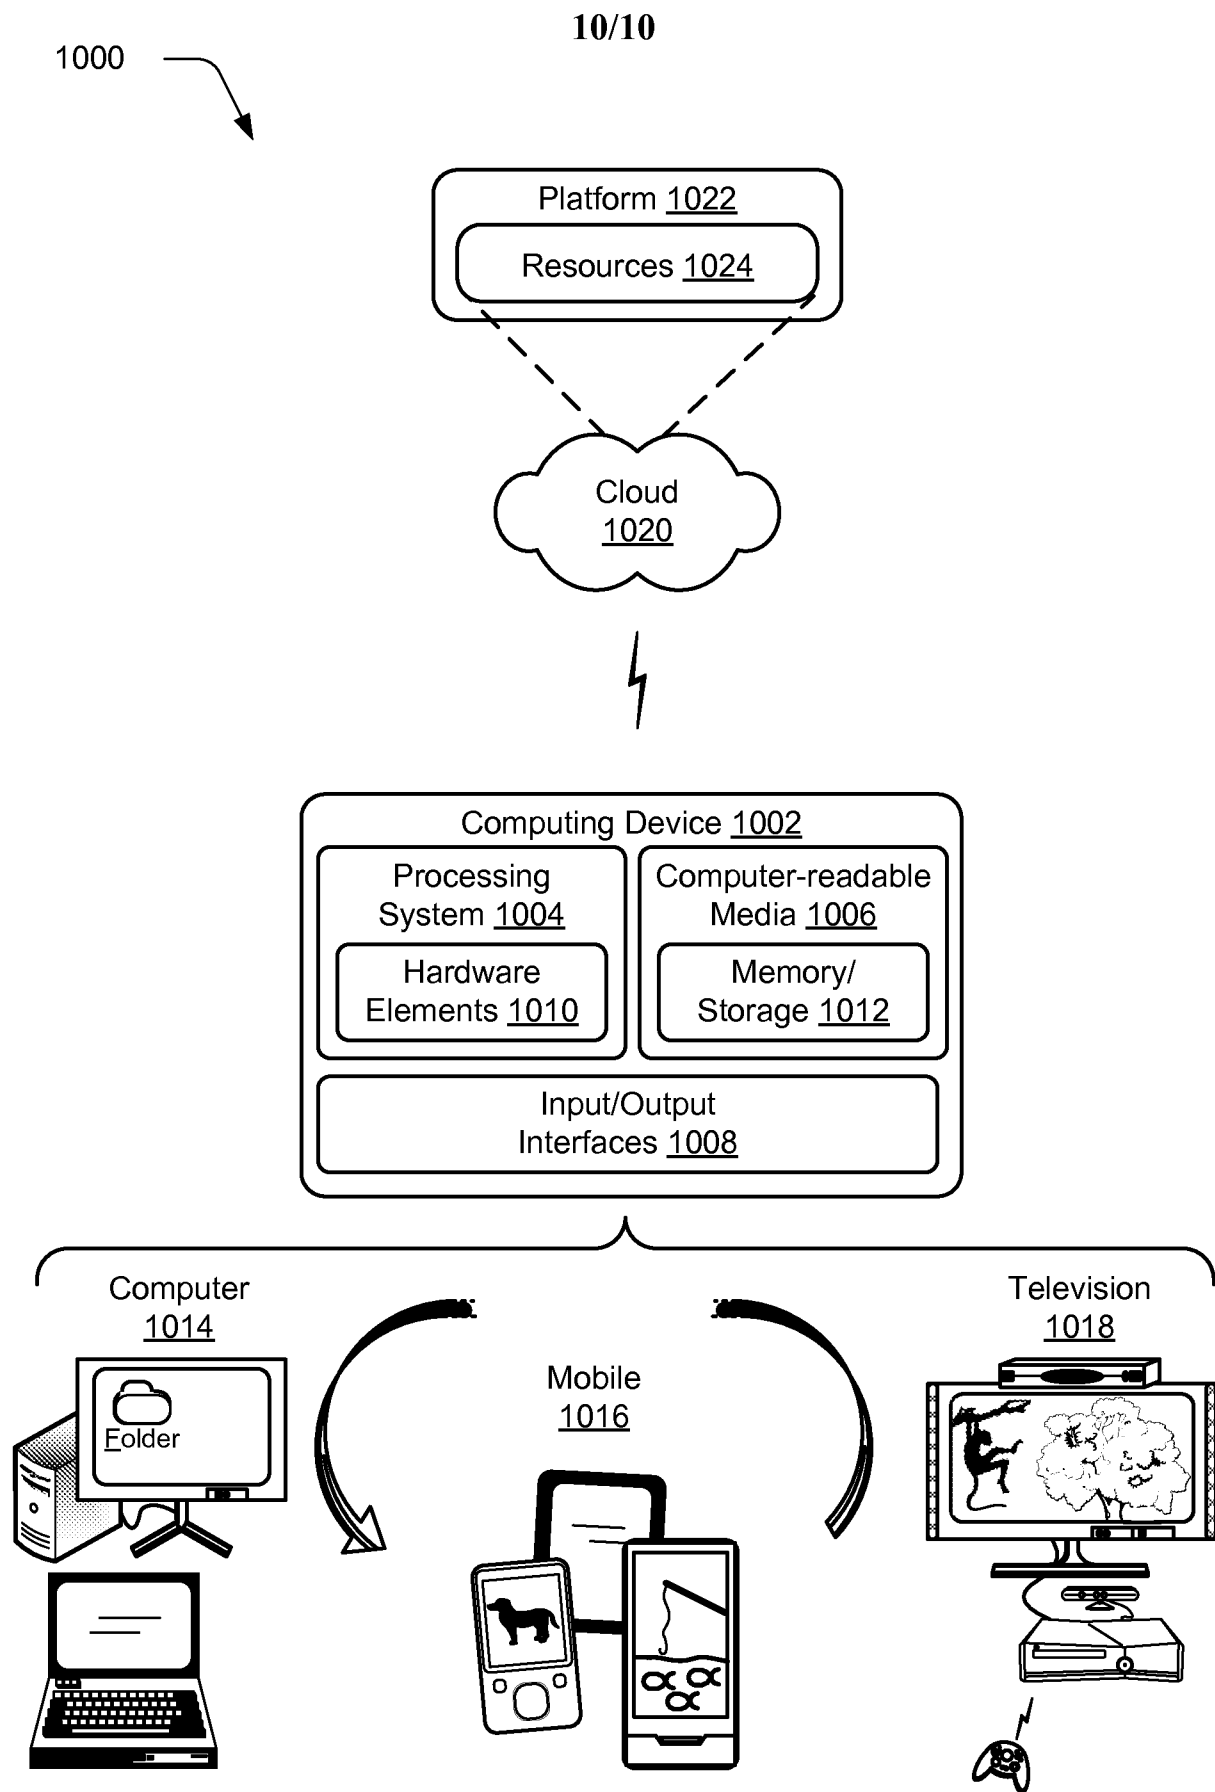 10/10
1000
Platform 1022
Resources 1024
Cloud
1020
Computing Device 1002
Processing
System 1004
Computer-readable
Media 1006
Hardware
Elements 1010
Memory/
Storage 1012
Input/Output
Interfaces 1008
Computer
1014
Mobile
1016
Television
1018
Folder